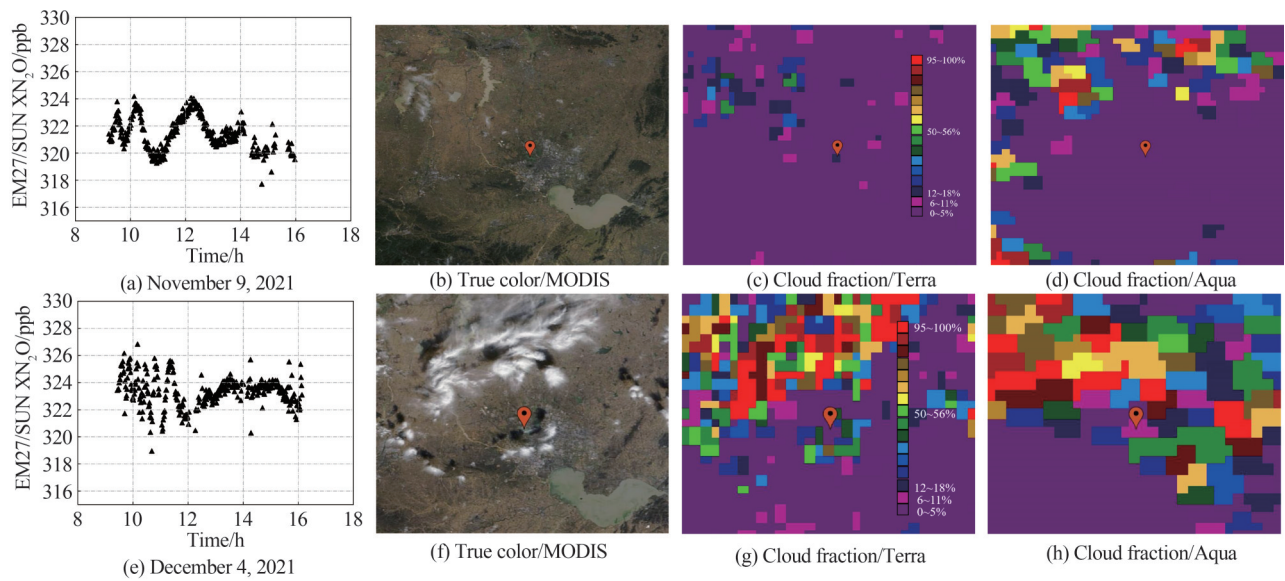 330
328
326
324
322
320
318
316
EM27/SUN XN₂O/ppb
8 10 12 14 16 18
Time/h
(a) November 9, 2021
(b) True color/MODIS
95~100%
50~56%
12~18%
6~11%
0~5%
(c) Cloud fraction/Terra
(d) Cloud fraction/Aqua
330
328
326
324
322
320
318
316
EM27/SUN XN₂O/ppb
8 10 12 14 16 18
Time/h
(e) December 4, 2021
(f) True color/MODIS
95~100%
50~56%
12~18%
6~11%
0~5%
(g) Cloud fraction/Terra
(h) Cloud fraction/Aqua